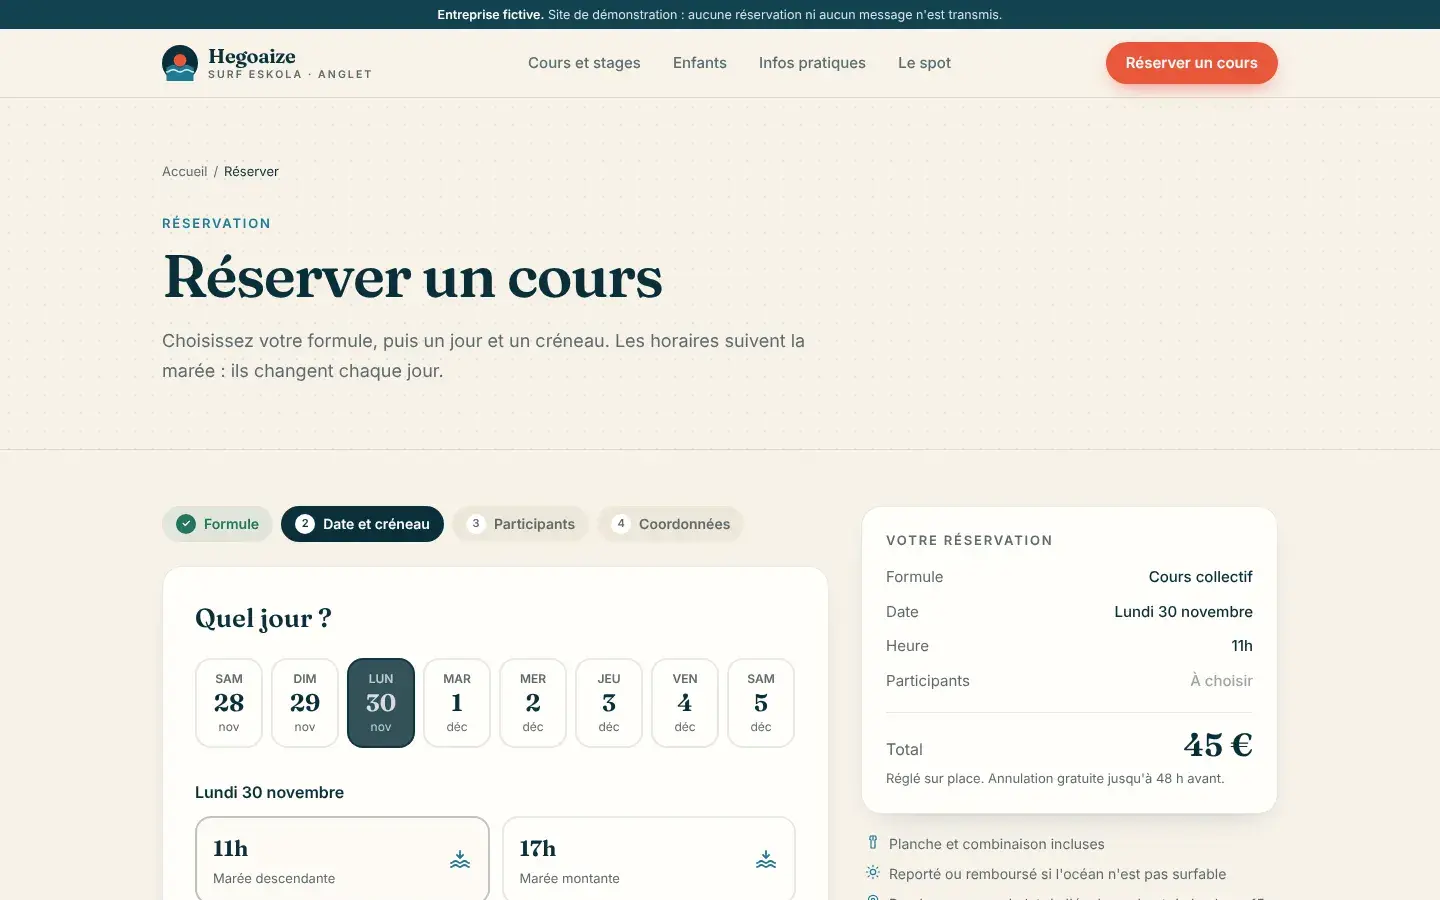 Entreprise fictive. Site de démonstration : aucune réservation ni aucun message n'est transmis.
Hegoaize
SURF ESKOLA · ANGLET
Cours et stages
Enfants
Infos pratiques
Le spot
Réserver un cours
Accueil / Réserver
RÉSERVATION
Réserver un cours
Choisissez votre formule, puis un jour et un créneau. Les horaires suivent la
marée : ils changent chaque jour.
Formule
2 Date et créneau
3 Participants
4 Coordonnées
Quel jour ?
SAM
28
nov
DIM
29
nov
LUN
30
nov
MAR
1
déc
MER
2
déc
JEU
3
déc
VEN
4
déc
SAM
5
déc
Lundi 30 novembre
11h
Marée descendante
17h
Marée montante
VOTRE RÉSERVATION
Formule Cours collectif
Date Lundi 30 novembre
Heure 11h
Participants À choisir
Total 45 €
Réglé sur place. Annulation gratuite jusqu'à 48 h avant.
Planche et combinaison incluses
Reporté ou remboursé si l'océan n'est pas surfable